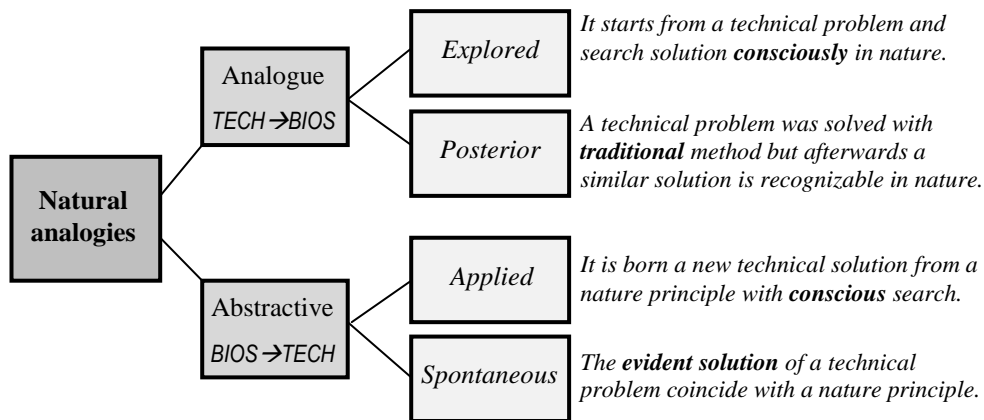 Natural
analogies
Analogue
TECH→BIOS
Explored
It starts from a technical problem and
search solution consciously in nature.
Posterior
A technical problem was solved with
traditional method but afterwards a
similar solution is recognizable in nature.
Abstractive
BIOS→TECH
Applied
It is born a new technical solution from a
nature principle with conscious search.
Spontaneous
The evident solution of a technical
problem coincide with a nature principle.